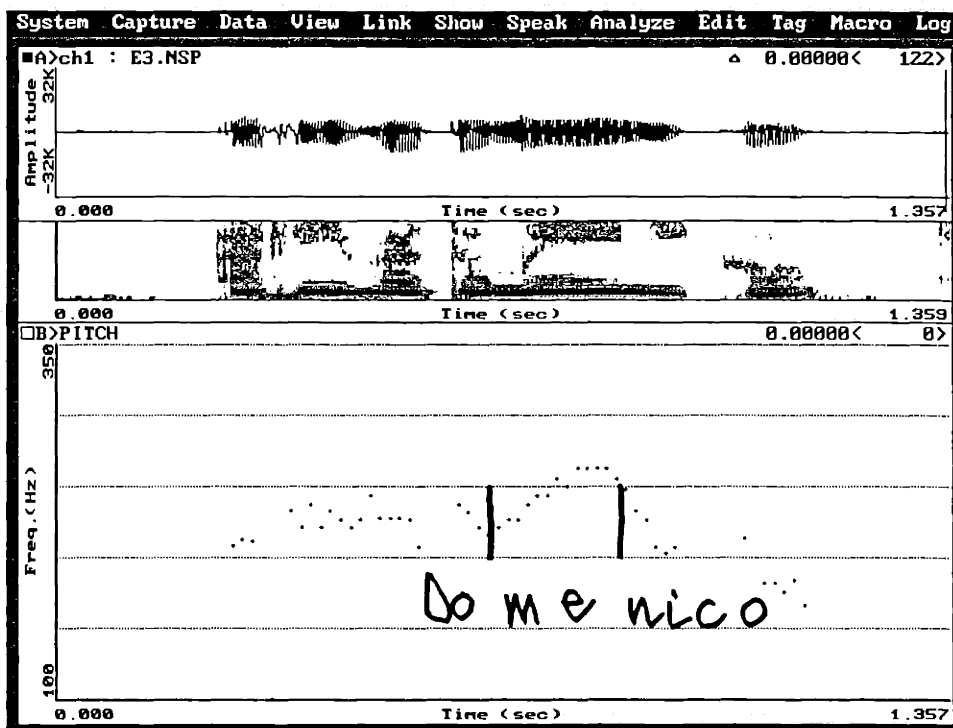 System Capture Data View Link Show Speak Analyze Edit Tag Macro Log
■A>ch1 : E3.NSP △ 0.00000< 122>
Amplitude
-32K 32K
0.000 Time (sec) 1.357
0.000 Time (sec) 1.359
□B>PITCH 0.00000< 0>
350
Freq.(Hz)
Do m e nico
100
0.000 Time (sec) 1.357